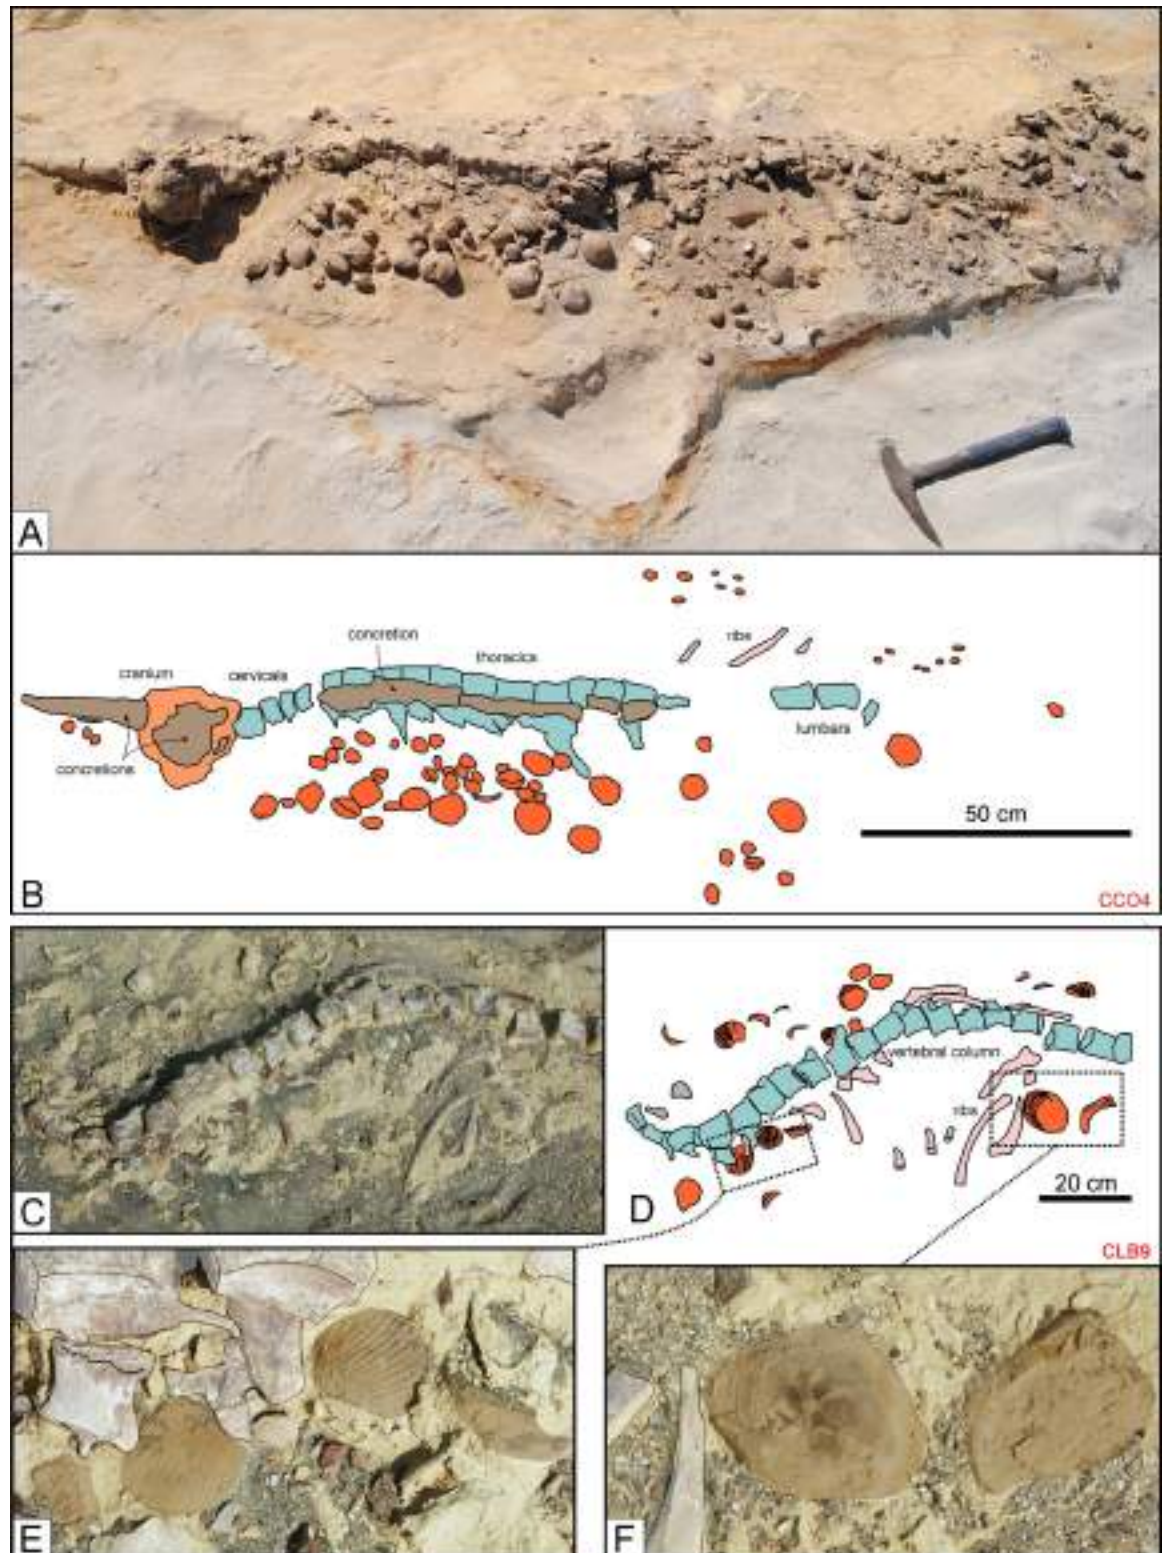 A
concretion
thoracics
ribs
cranium
cervicals
lumbars
concretions
50 cm
B
CCO4
vertebral column
ribs
C
D
20 cm
CLB9
E
F